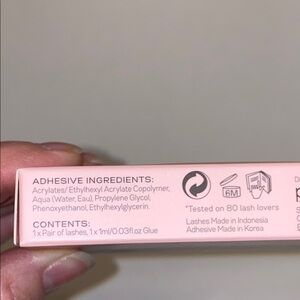 ADHESIVE INGREDIENTS:
Acrylates/ Ethylhexyl Acrylate Copolymer,
Aqua (Water, Eau), Propylene Glycol,
Phenoxyethanol, Ethylhexylglycerin.
CONTENTS:
1 x Pair of lashes, 1 x 1ml/0.03fl.oz Glue
6M
*Tested on 80 lash lovers
Lashes Made in Indonesia
Adhesive Made in Korea